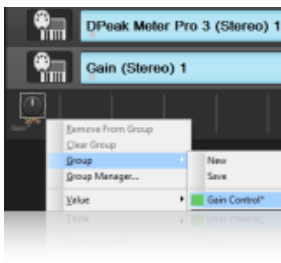 DPeak Meter Pro 3 (Stereo) 1
Gain (Stereo) 1
Gain
Remove From Group
Clear Group
Group
New
Group Manager...
Save
Value
Gain Control*